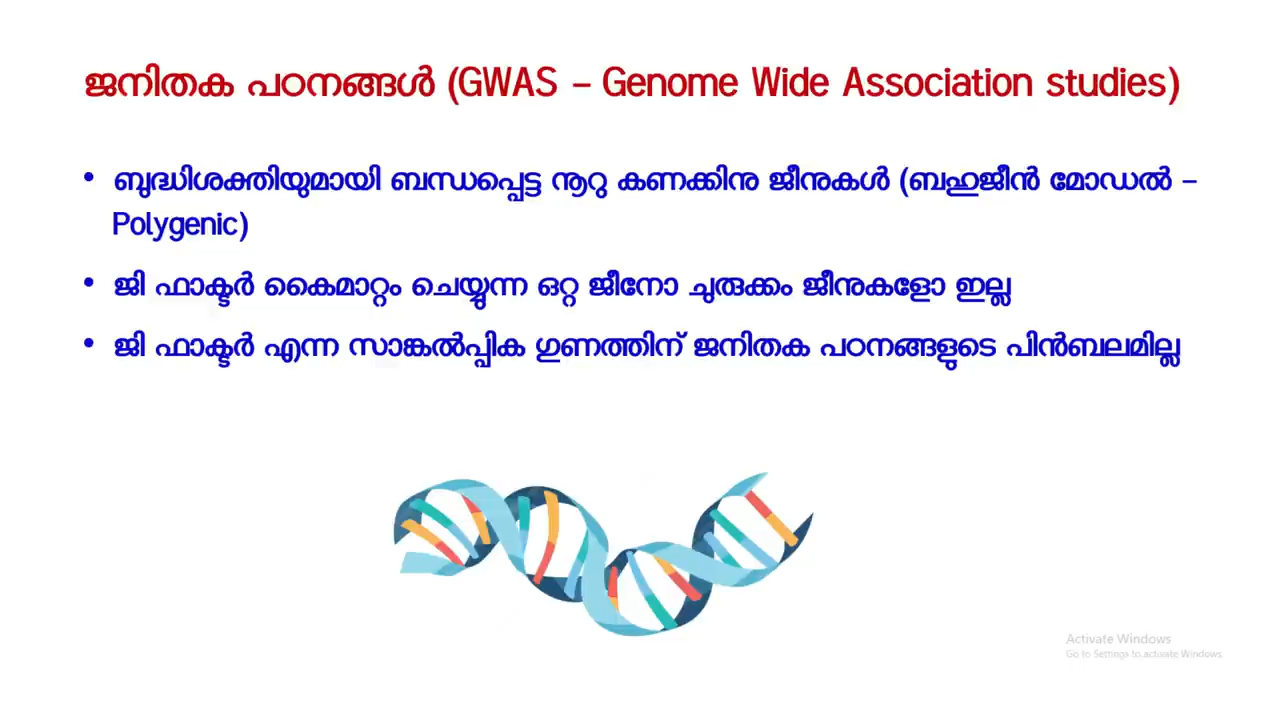 ജനിതക പഠനങ്ങൾ (GWAS – Genome Wide Association studies)
• ബുദ്ധിശക്തിയുമായി ബന്ധപ്പെട്ട നൂറു കണക്കിനു ജീനുകൾ (ബഹുജീൻ മോഡൽ –
Polygenic)
• ജി ഫാക്ടർ കൈമാറ്റം ചെയ്യുന്ന ഒറ്റ ജീനോ ചുരുക്കം ജീനുകളോ ഇല്ല
• ജി ഫാക്ടർ എന്ന സാങ്കൽപ്പിക ഗുണത്തിന് ജനിതക പഠനങ്ങളുടെ പിൻബലമില്ല
Activate Windows
Go to Settings to activate Windows.